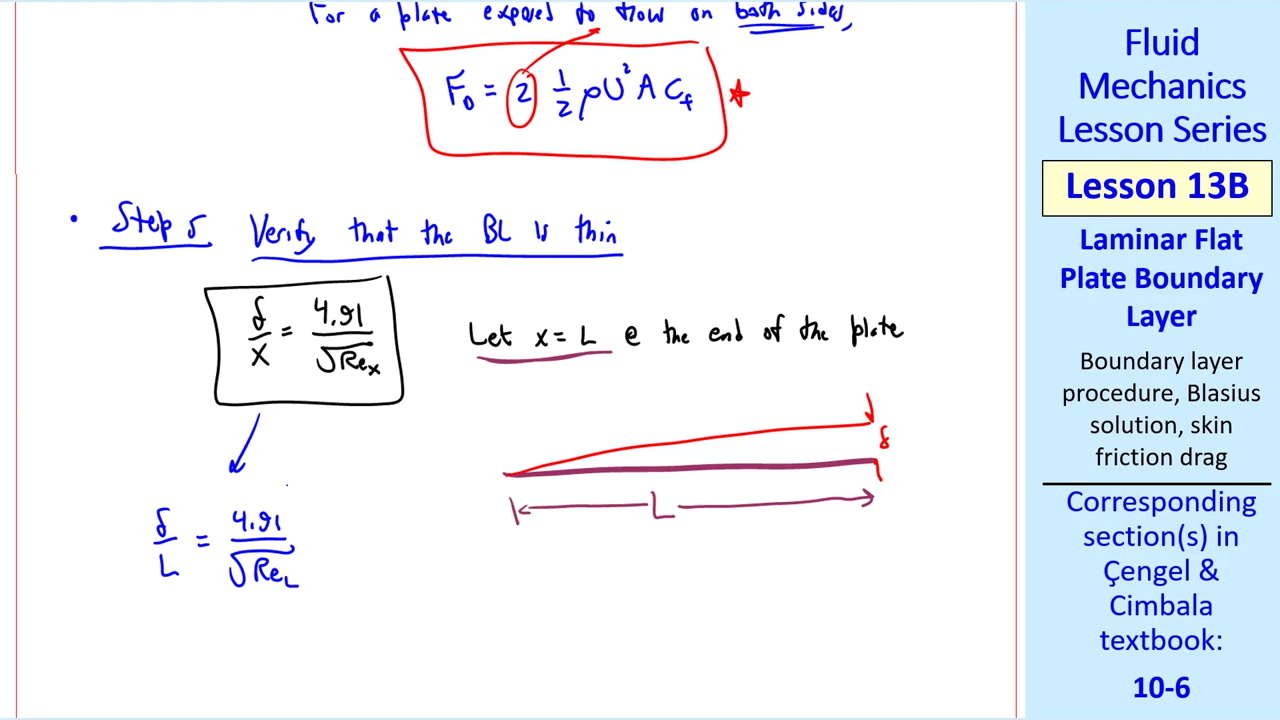 For a plate exposed to flow on both sides,
F_D = 2 1/2 ρU² A C_f ★
• Step 5 Verify that the BL is thin
δ/x = 4.91/√Re_x
Let x = L @ the end of the plate
δ
L
δ/L = 4.91/√Re_L
Fluid
Mechanics
Lesson Series
Lesson 13B
Laminar Flat
Plate Boundary
Layer
Boundary layer
procedure, Blasius
solution, skin
friction drag
Corresponding
section(s) in
Çengel &
Cimbala
textbook:
10-6